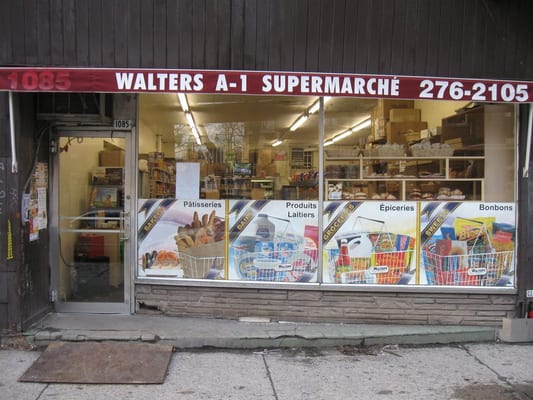 1085 WALTERS A-1 SUPERMARCHÉ 276-2105
1085
Pâtisseries
Produits
Laitiers
Épiceries
Bonbons